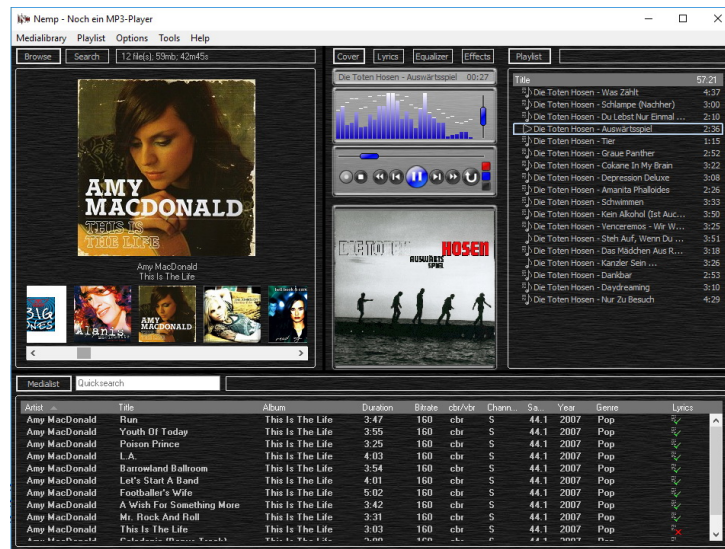 Nemp - Noch ein MP3-Player
Medialibrary Playlist Options Tools Help
Browse Search 12 file(s); 59mb; 42m45s
AMY
MACDONALD
THIS IS
THE LIFE
Amy MacDonald
This Is The Life
BIG
Alanis
AMY
MACDONALD
Cover Lyrics Equalizer Effects
Die Toten Hosen - Auswärtsspiel 00:27
DIE TOTEN HOSEN
AUSWÄRTS
SPIEL
Playlist
Title 57:21
Die Toten Hosen - Was Zählt 4:37
Die Toten Hosen - Schlampe (Nachher) 3:00
Die Toten Hosen - Du Lebst Nur Einmal ... 2:10
Die Toten Hosen - Auswärtsspiel 2:36
Die Toten Hosen - Tier 1:15
Die Toten Hosen - Graue Panther 2:52
Die Toten Hosen - Cokane In My Brain 3:22
Die Toten Hosen - Depression Deluxe 3:08
Die Toten Hosen - Amanita Phalloides 2:26
Die Toten Hosen - Schwimmen 3:33
Die Toten Hosen - Kein Alkohol (Ist Auc... 3:50
Die Toten Hosen - Venceremos - Wir W... 3:25
Die Toten Hosen - Steh Auf, Wenn Du ... 3:51
Die Toten Hosen - Das Mädchen Aus R... 3:18
Die Toten Hosen - Kanzler Sein ... 3:26
Die Toten Hosen - Dankbar 2:53
Die Toten Hosen - Daydreaming 3:10
Die Toten Hosen - Nur Zu Besuch 4:29
Medialist Quicksearch
Artist Title Album Duration Bitrate cbr/vbr Chann... Sa... Year Genre Lyrics
Amy MacDonald Run This Is The Life 3:47 160 cbr S 44.1 2007 Pop
Amy MacDonald Youth Of Today This Is The Life 3:55 160 cbr S 44.1 2007 Pop
Amy MacDonald Poison Prince This Is The Life 3:25 160 cbr S 44.1 2007 Pop
Amy MacDonald L.A. This Is The Life 4:03 160 cbr S 44.1 2007 Pop
Amy MacDonald Barrowland Ballroom This Is The Life 3:54 160 cbr S 44.1 2007 Pop
Amy MacDonald Let's Start A Band This Is The Life 4:01 160 cbr S 44.1 2007 Pop
Amy MacDonald Footballer's Wife This Is The Life 5:02 160 cbr S 44.1 2007 Pop
Amy MacDonald A Wish For Something More This Is The Life 3:42 160 cbr S 44.1 2007 Pop
Amy MacDonald Mr. Rock And Roll This Is The Life 3:31 160 cbr S 44.1 2007 Pop
Amy MacDonald This Is The Life This Is The Life 3:03 160 cbr S 44.1 2007 Pop